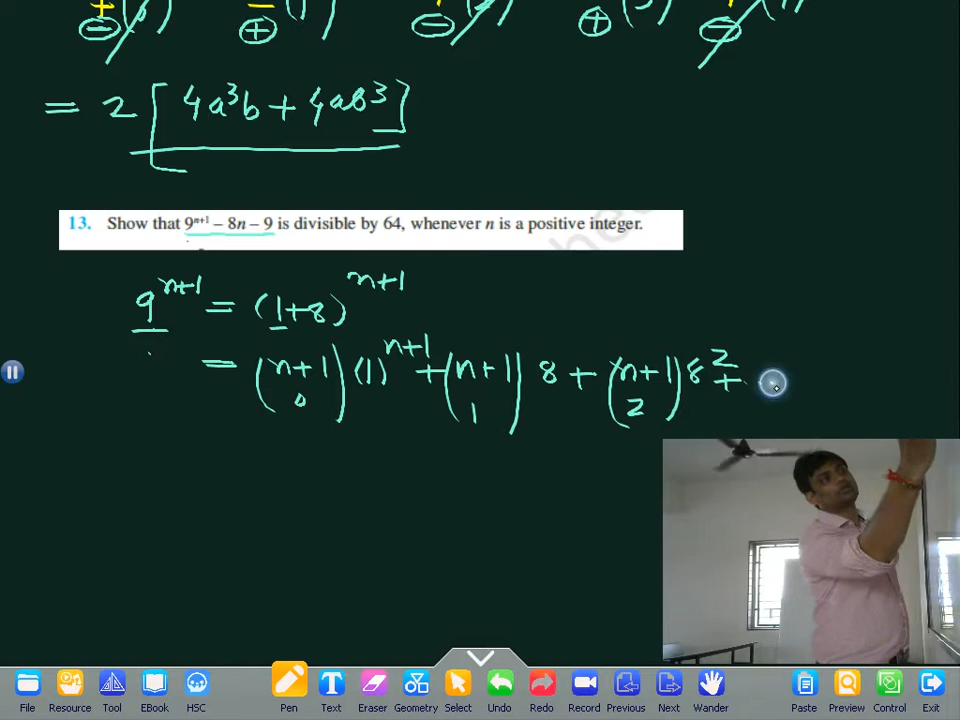 = 2 [ 4a³b + 4ab³ ]
13. Show that 9ⁿ⁺¹ – 8n – 9 is divisible by 64, whenever n is a positive integer.
9ⁿ⁺¹ = (1+8)ⁿ⁺¹
= (n+1 0) (1)ⁿ⁺¹ + (n+1 1) 8 + (n+1 2) 8² +
File Resource Tool EBook HSC Pen Text Eraser Geometry Select Undo Redo Record Previous Next Wander Paste Preview Control Exit